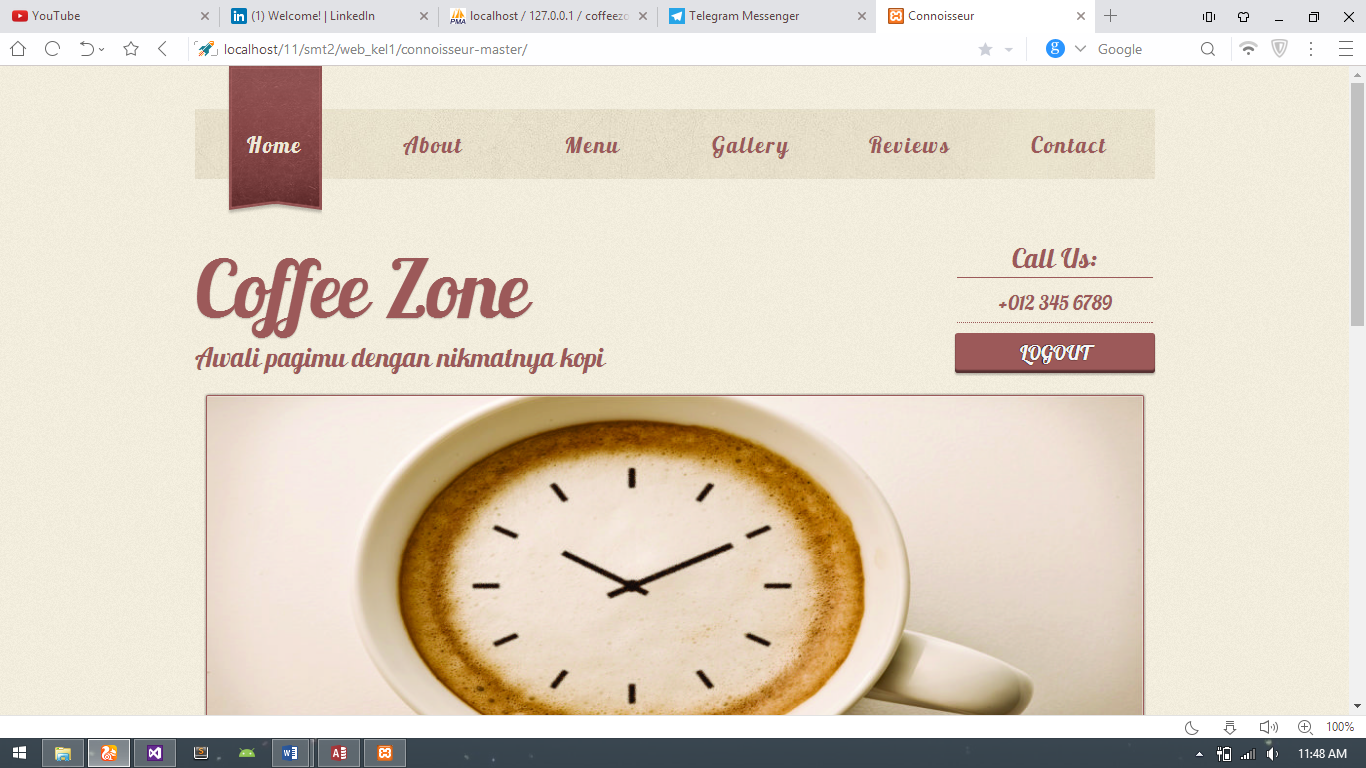 YouTube
(1) Welcome! | LinkedIn
localhost / 127.0.0.1 / coffeezo
Telegram Messenger
Connoisseur
localhost/11/smt2/web_kel1/connoisseur-master/
Google
Home
About
Menu
Gallery
Reviews
Contact
Coffee Zone
Awali pagimu dengan nikmatnya kopi
Call Us:
+012 345 6789
LOGOUT
100%
11:48 AM